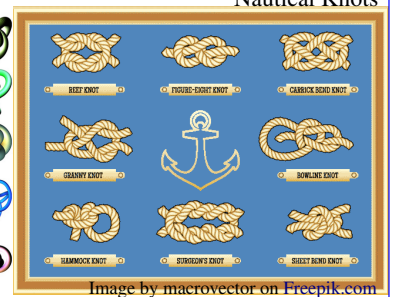 Nautical Knots
REEF KNOT
FIGURE-EIGHT KNOT
CARRICK BEND KNOT
GRANNY KNOT
BOWLINE KNOT
HAMMOCK KNOT
SURGEON'S KNOT
SHEET BEND KNOT
Image by macrovector on Freepik.com